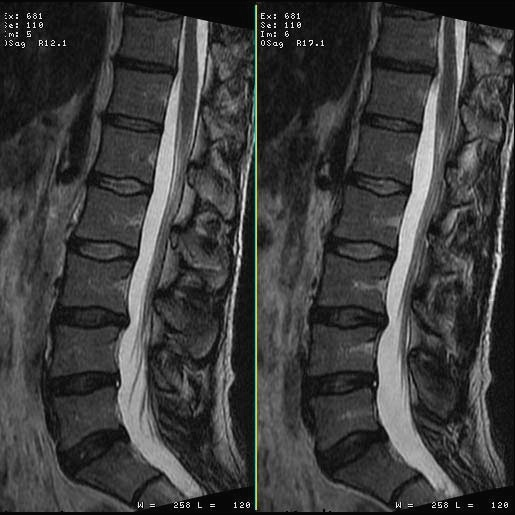 Ex: 681
Se: 110
Im: 5
OSag R12.1
Ex: 681
Se: 110
Im: 6
OSag R17.1
W = 258 L = 120
W = 258 L = 120